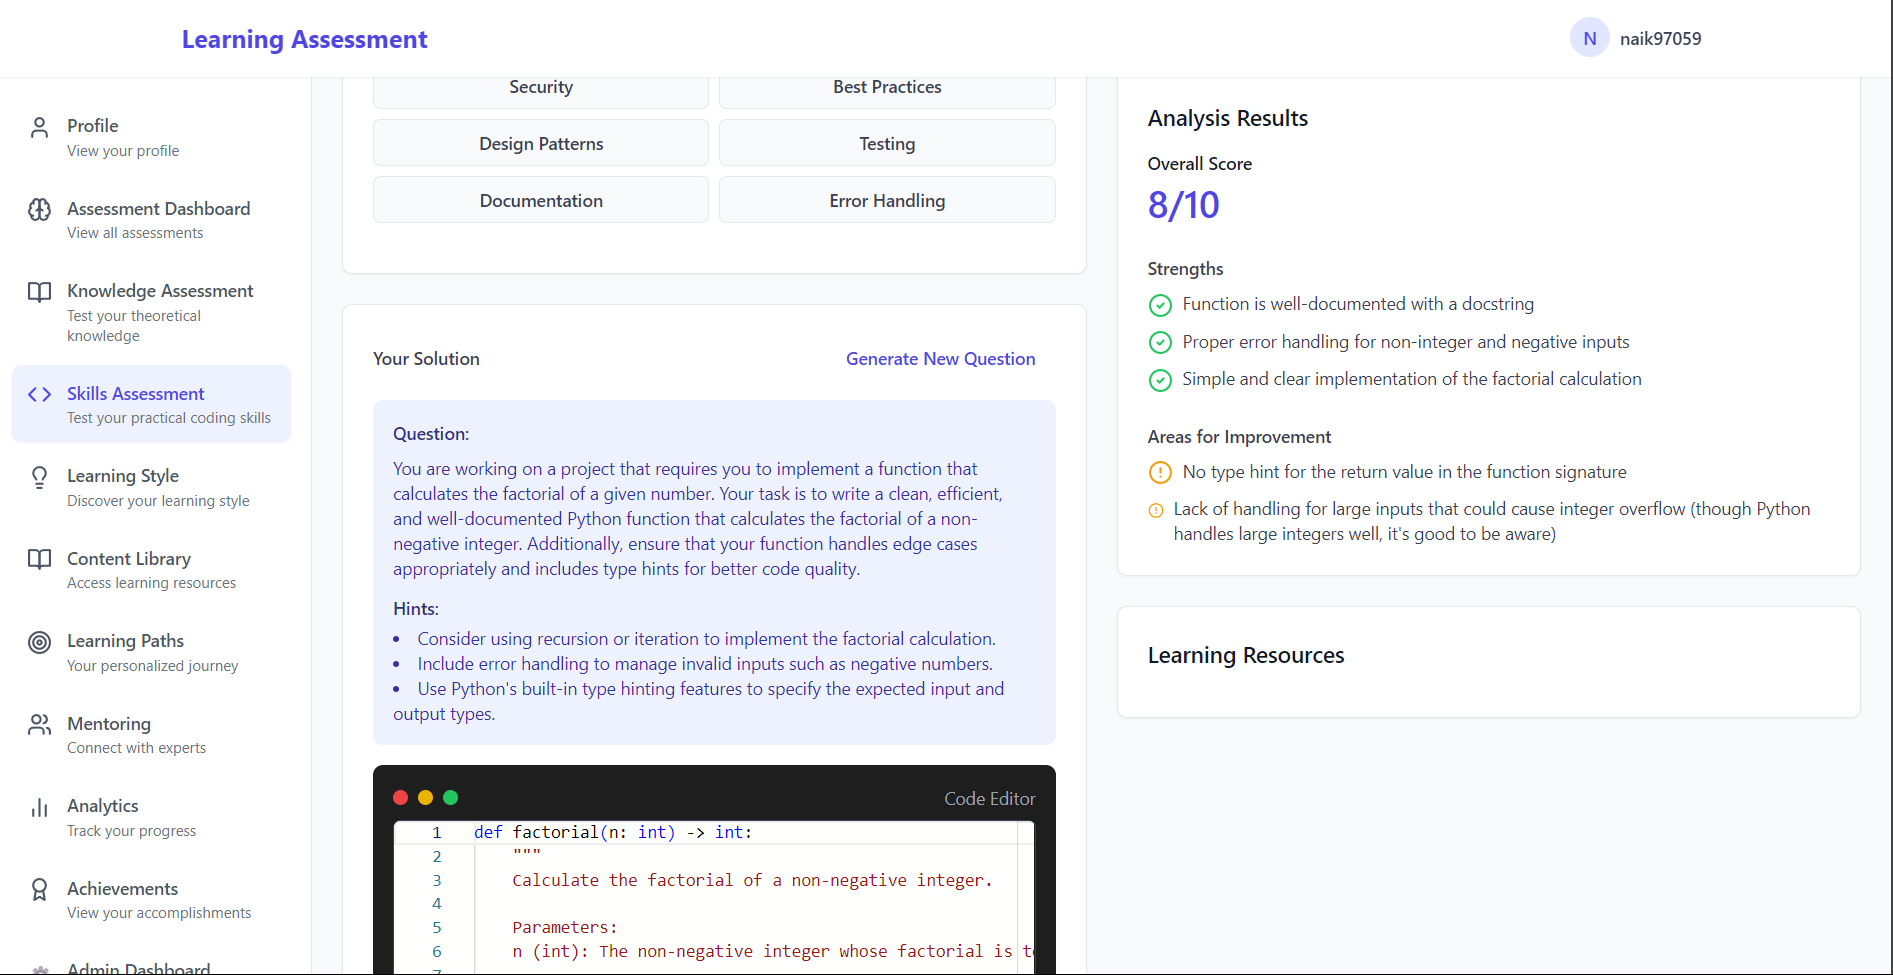 Learning Assessment
N
naik97059
Profile
View your profile
Assessment Dashboard
View all assessments
Knowledge Assessment
Test your theoretical
knowledge
Skills Assessment
Test your practical coding skills
Learning Style
Discover your learning style
Content Library
Access learning resources
Learning Paths
Your personalized journey
Mentoring
Connect with experts
Analytics
Track your progress
Achievements
View your accomplishments
Admin Dashboard
Security
Best Practices
Design Patterns
Testing
Documentation
Error Handling
Your Solution
Generate New Question
Question:
You are working on a project that requires you to implement a function that
calculates the factorial of a given number. Your task is to write a clean, efficient,
and well-documented Python function that calculates the factorial of a non-
negative integer. Additionally, ensure that your function handles edge cases
appropriately and includes type hints for better code quality.
Hints:
• Consider using recursion or iteration to implement the factorial calculation.
• Include error handling to manage invalid inputs such as negative numbers.
• Use Python's built-in type hinting features to specify the expected input and
output types.
Code Editor
1 def factorial(n: int) -> int:
2 """
3 Calculate the factorial of a non-negative integer.
4
5 Parameters:
6 n (int): The non-negative integer whose factorial is
7
Analysis Results
Overall Score
8/10
Strengths
Function is well-documented with a docstring
Proper error handling for non-integer and negative inputs
Simple and clear implementation of the factorial calculation
Areas for Improvement
No type hint for the return value in the function signature
Lack of handling for large inputs that could cause integer overflow (though Python
handles large integers well, it's good to be aware)
Learning Resources